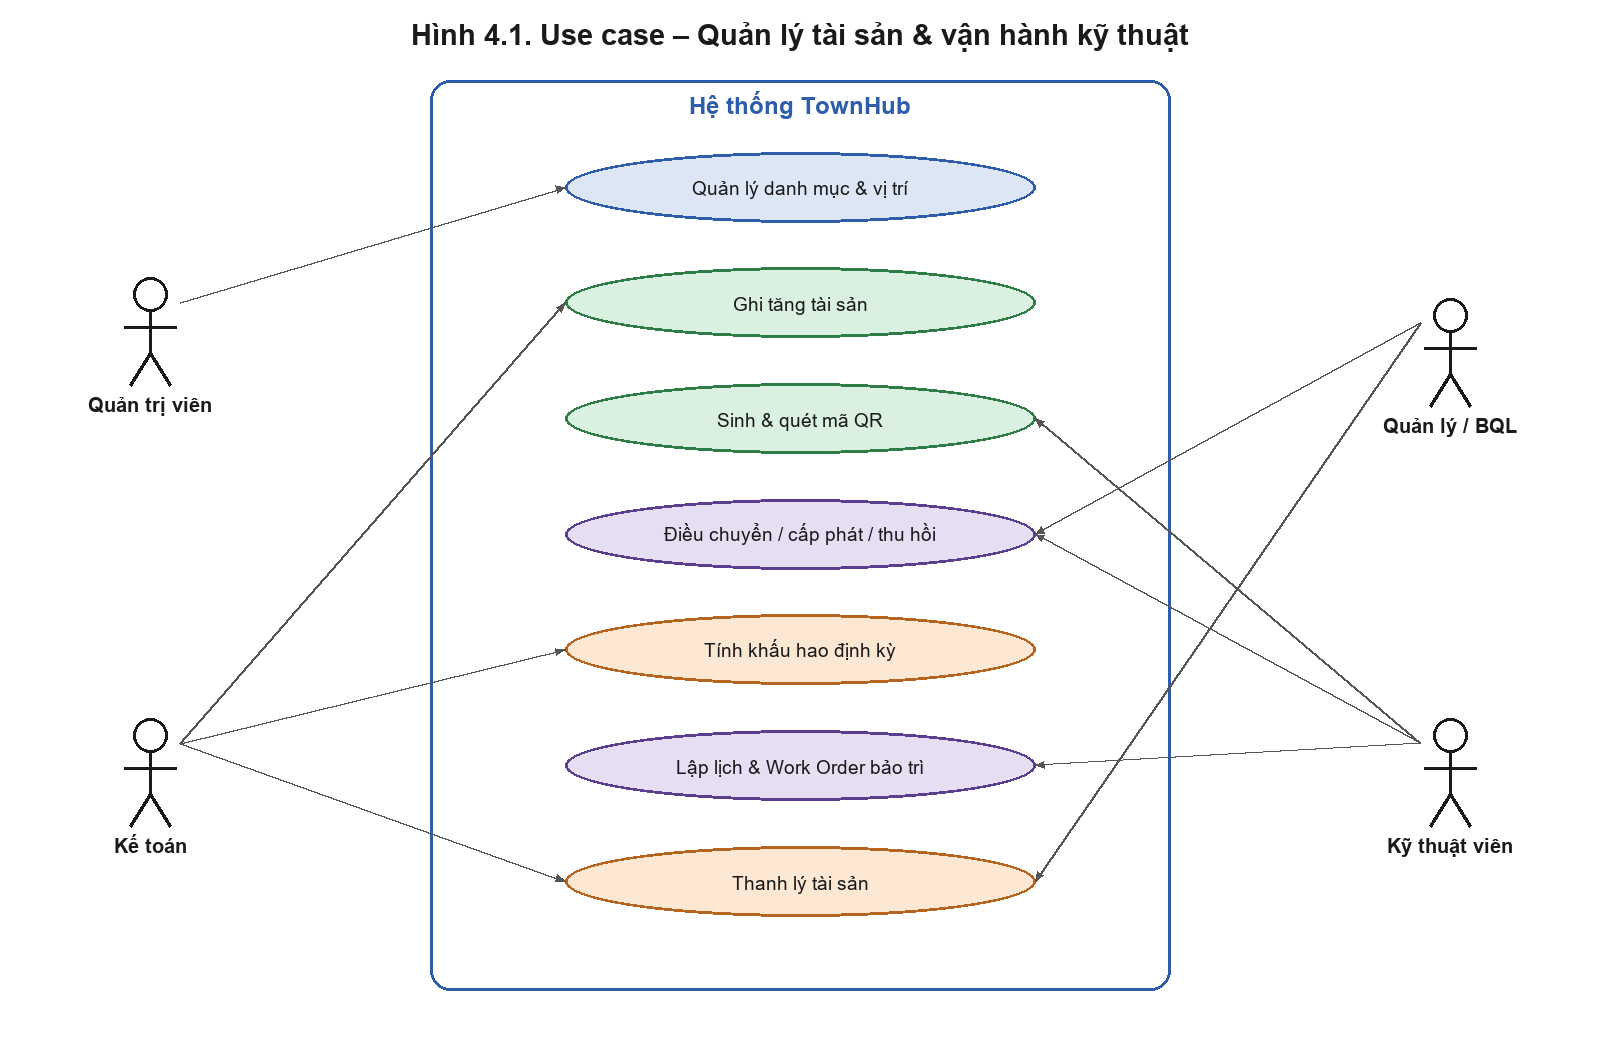 Hình 4.1. Use case – Quản lý tài sản & vận hành kỹ thuật
Hệ thống TownHub
Quản lý danh mục & vị trí
Ghi tăng tài sản
Sinh & quét mã QR
Điều chuyển / cấp phát / thu hồi
Tính khấu hao định kỳ
Lập lịch & Work Order bảo trì
Thanh lý tài sản
Quản trị viên
Kế toán
Quản lý / BQL
Kỹ thuật viên